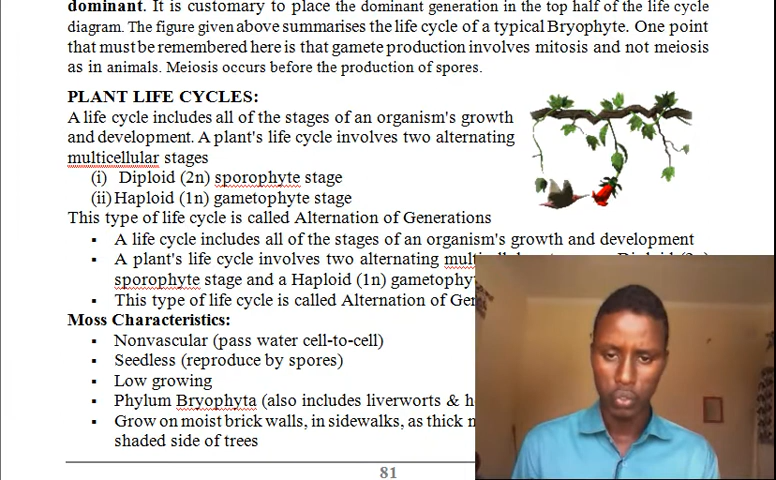 dominant. It is customary to place the dominant generation in the top half of the life cycle
diagram. The figure given above summarises the life cycle of a typical Bryophyte. One point
that must be remembered here is that gamete production involves mitosis and not meiosis
as in animals. Meiosis occurs before the production of spores.
PLANT LIFE CYCLES:
A life cycle includes all of the stages of an organism's growth
and development. A plant's life cycle involves two alternating
multicellular stages
(i) Diploid (2n) sporophyte stage
(ii) Haploid (1n) gametophyte stage
This type of life cycle is called Alternation of Generations
▪ A life cycle includes all of the stages of an organism's growth and development
▪ A plant's life cycle involves two alternating
sporophyte stage and a Haploid (1n)
▪ This type of life cycle is called Alternation of
Moss Characteristics:
▪ Nonvascular (pass water cell-to-cell)
▪ Seedless (reproduce by spores)
▪ Low growing
▪ Phylum Bryophyta (also includes liverworts &
▪ Grow on moist brick walls, in sidewalks, as thick
shaded side of trees
81